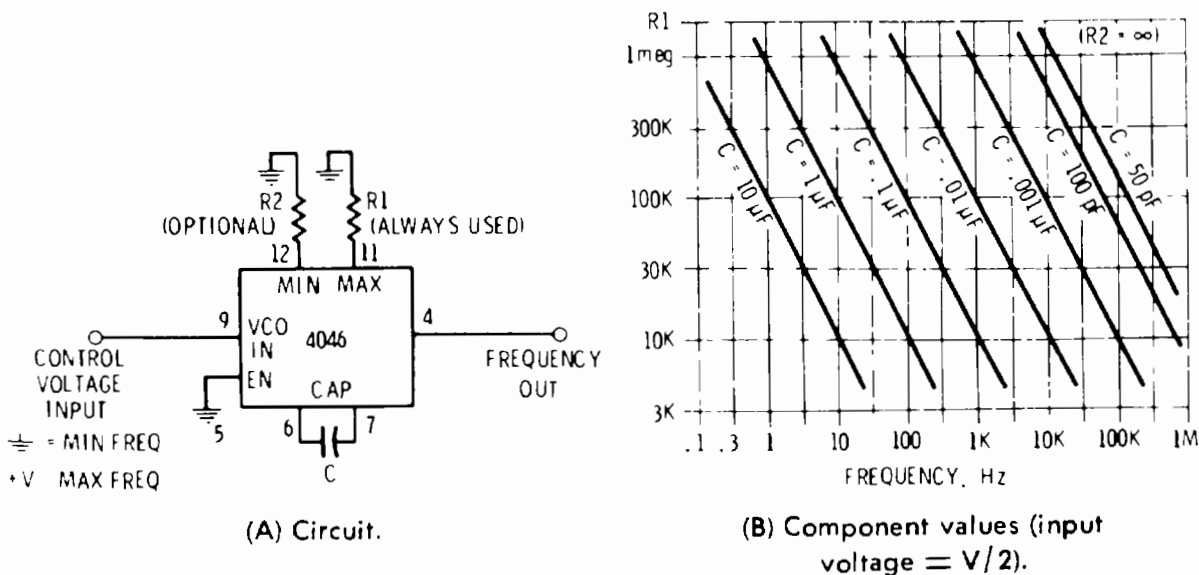 R2
(OPTIONAL)
R1
(ALWAYS USED)
12
11
MIN MAX
9
VCO
IN
4046
4
EN
CAP
5
6
7
C
CONTROL
VOLTAGE
INPUT
= MIN FREQ
+V MAX FREQ
FREQUENCY
OUT
(A) Circuit.
R1
1meg
300K
100K
30K
10K
3K
(R2 = ∞)
C = 10 µF
C = 1 µF
C = .1 µF
C = .01 µF
C = .001 µF
C = 100 pF
C = 50 pF
.1 .3 1 10 100 1K 10K 100K 1M
FREQUENCY, Hz
(B) Component values (input
voltage = V/2).